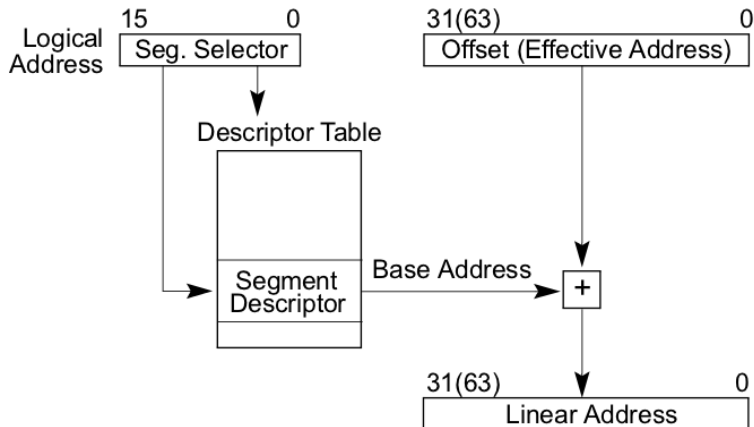 15 0 31(63) 0
Logical
Address
Seg. Selector
Offset (Effective Address)
Descriptor Table
Base Address
Segment
Descriptor
+
31(63) 0
Linear Address